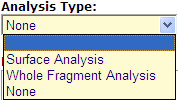 Analysis Type:
None
Surface Analysis
Whole Fragment Analysis
None